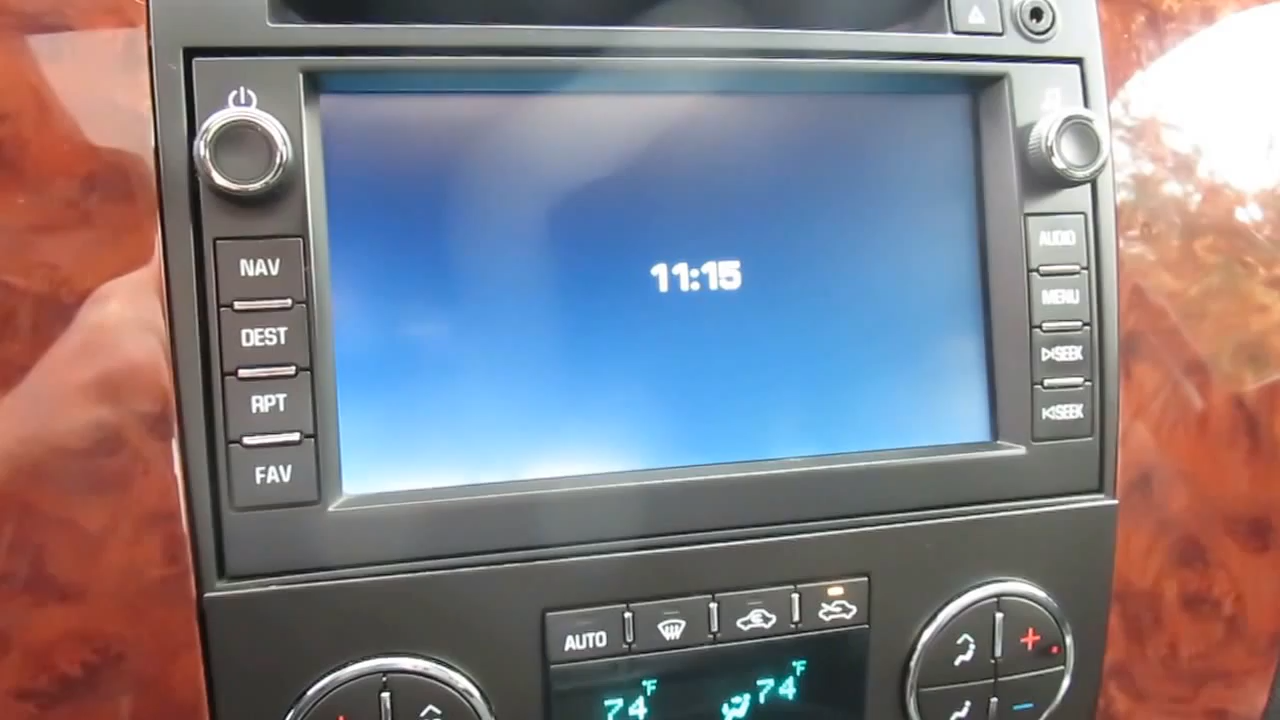 11:15
NAV
DEST
RPT
FAV
AUDIO
MENU
SEEK
SEEK
AUTO
74°F
74°F